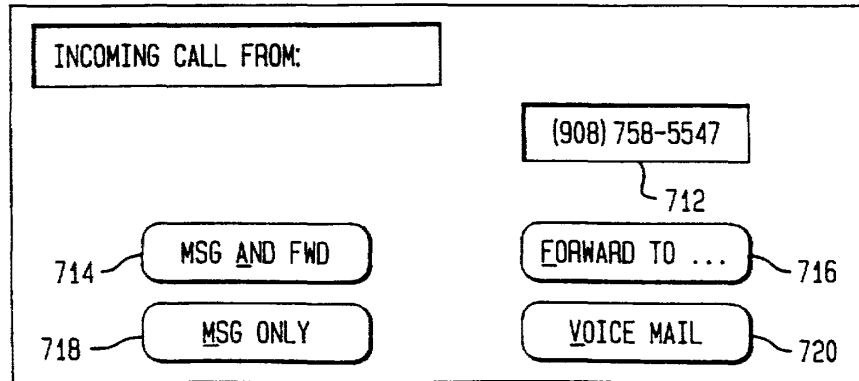 INCOMING CALL FROM:
(908) 758-5547
712
714 MSG AND FWD FORWARD TO ... 716
718 MSG ONLY VOICE MAIL 720